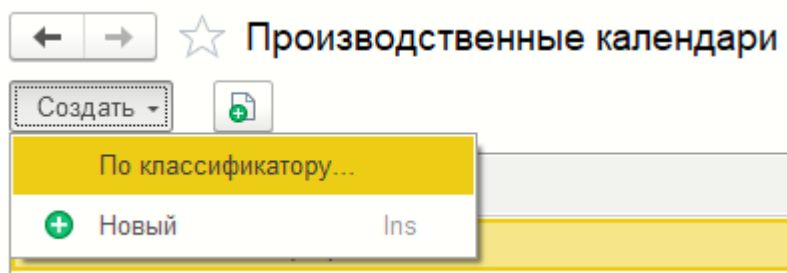 Производственные календари
Создать
По классификатору...
Новый Ins